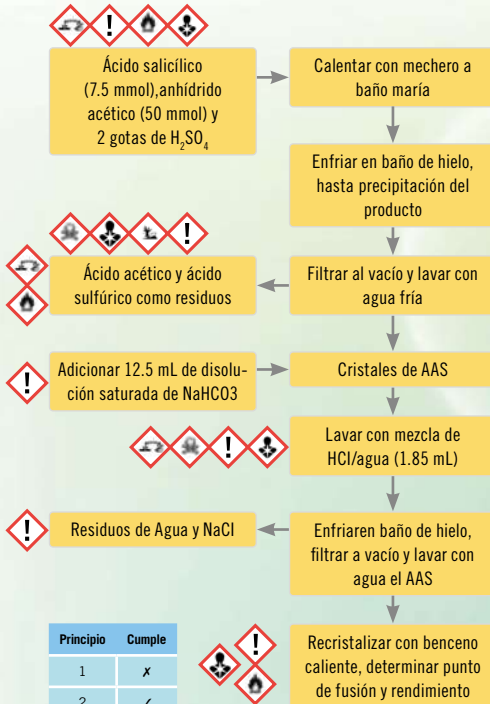 Ácido salicílico
(7.5 mmol),anhídrido
acético (50 mmol) y
2 gotas de H₂SO₄
Calentar con mechero a
baño maría
Enfriar en baño de hielo,
hasta precipitación del
producto
Ácido acético y ácido
sulfúrico como residuos
Filtrar al vacío y lavar con
agua fría
Adicionar 12.5 mL de disolu-
ción saturada de NaHCO3
Cristales de AAS
Lavar con mezcla de
HCl/agua (1.85 mL)
Residuos de Agua y NaCl
Enfriaren baño de hielo,
filtrar a vacío y lavar con
agua el AAS
Principio Cumple
1 ✗
2 ✓
Recristalizar con benceno
caliente, determinar punto
de fusión y rendimiento